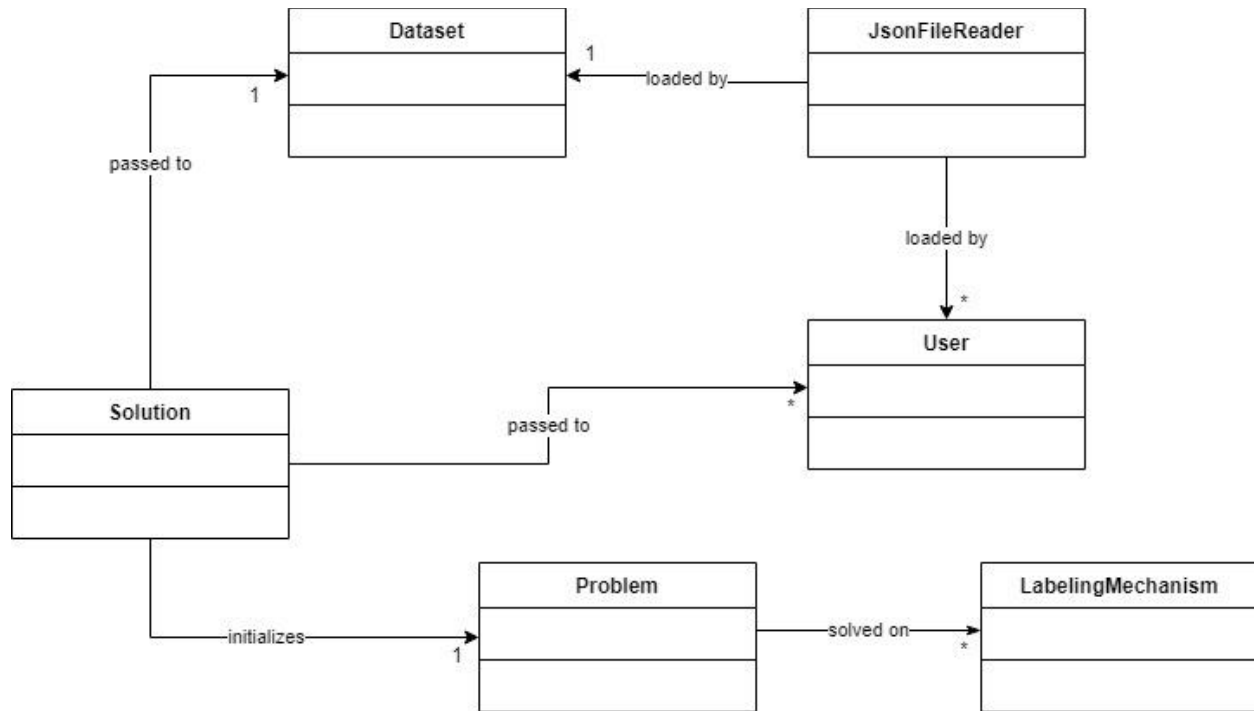 Dataset
JsonFileReader
1
loaded by
1
passed to
loaded by
*
User
Solution
*
passed to
Problem
LabelingMechanism
initializes
1
solved on
*